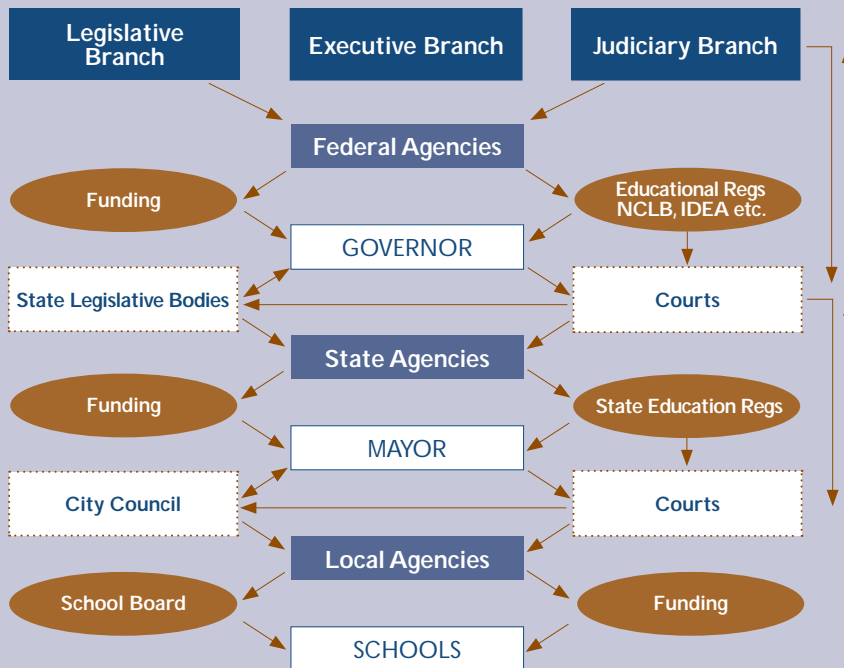 Legislative
Branch
Executive Branch
Judiciary Branch
Federal Agencies
Funding
Educational Regs
NCLB, IDEA etc.
GOVERNOR
State Legislative Bodies
Courts
State Agencies
Funding
State Education Regs
MAYOR
City Council
Courts
Local Agencies
School Board
Funding
SCHOOLS